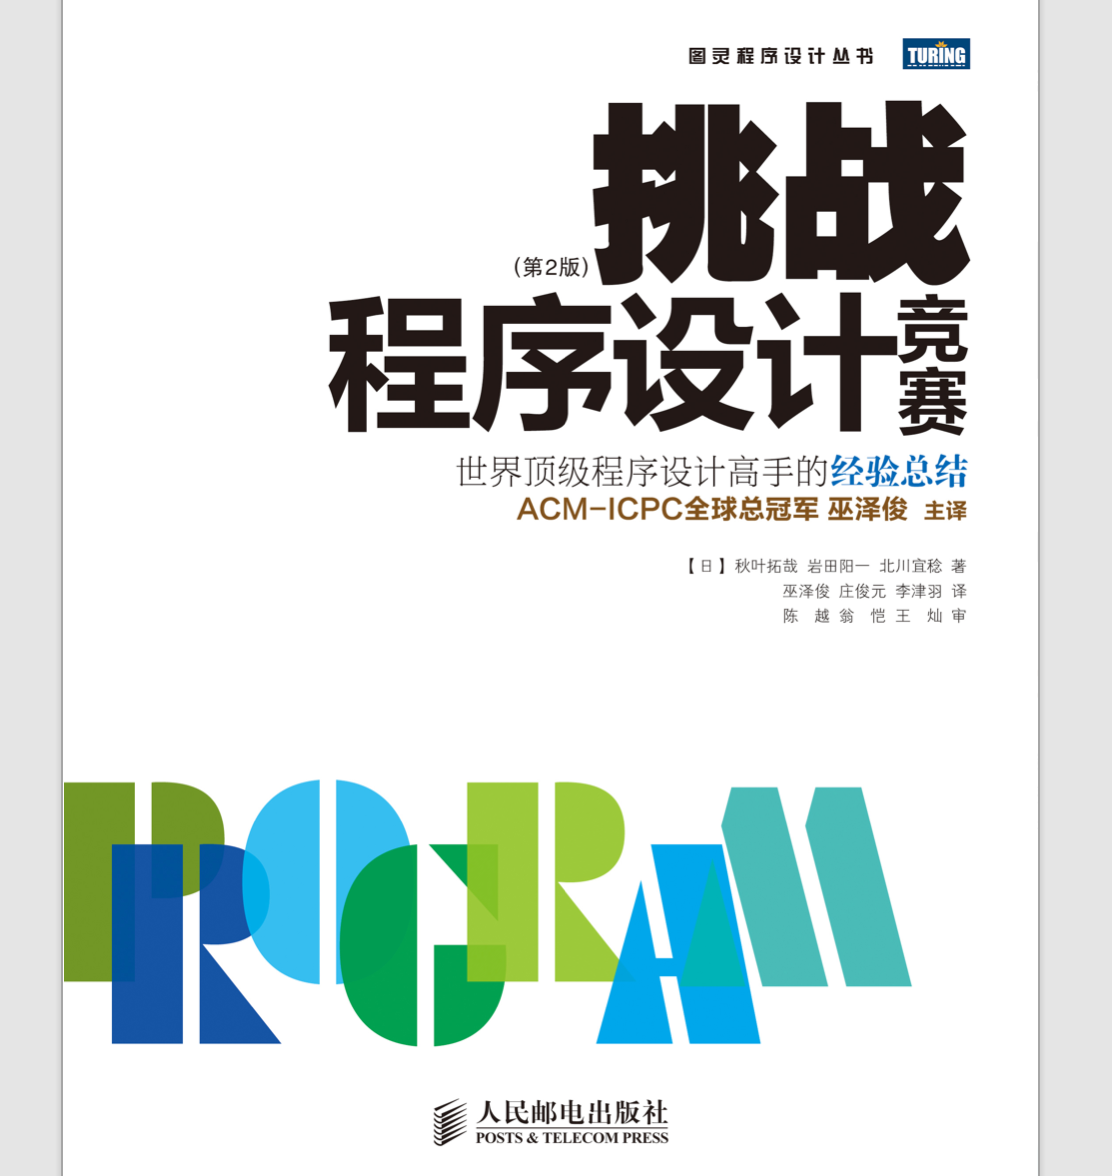 图灵程序设计丛书 TURING
挑战
(第2版)
程序设计竞赛
世界顶级程序设计高手的经验总结
ACM-ICPC全球总冠军 巫泽俊 主译
【日】秋叶拓哉 岩田阳一 北川宜稔 著
巫泽俊 庄俊元 李津羽 译
陈 越 翁 恺 王 灿 审
PROGRAM
人民邮电出版社
POSTS & TELECOM PRESS